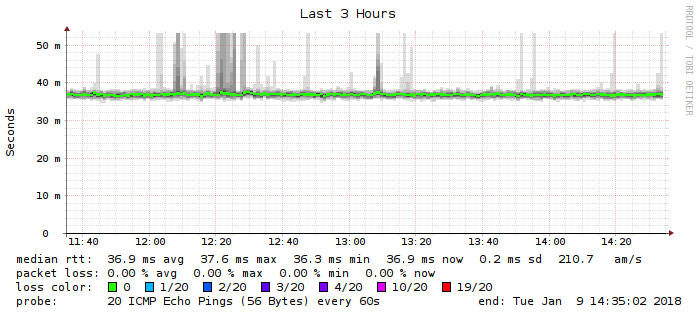 Last 3 Hours
RRDTOOL / TOBI OETIKER
Seconds
50 m
40 m
30 m
20 m
10 m
0
11:40 12:00 12:20 12:40 13:00 13:20 13:40 14:00 14:20
median rtt: 36.9 ms avg 37.6 ms max 36.3 ms min 36.9 ms now 0.2 ms sd 210.7 am/s
packet loss: 0.00 % avg 0.00 % max 0.00 % min 0.00 % now
loss color: 0 1/20 2/20 3/20 4/20 10/20 19/20
probe: 20 ICMP Echo Pings (56 Bytes) every 60s end: Tue Jan 9 14:35:02 2018